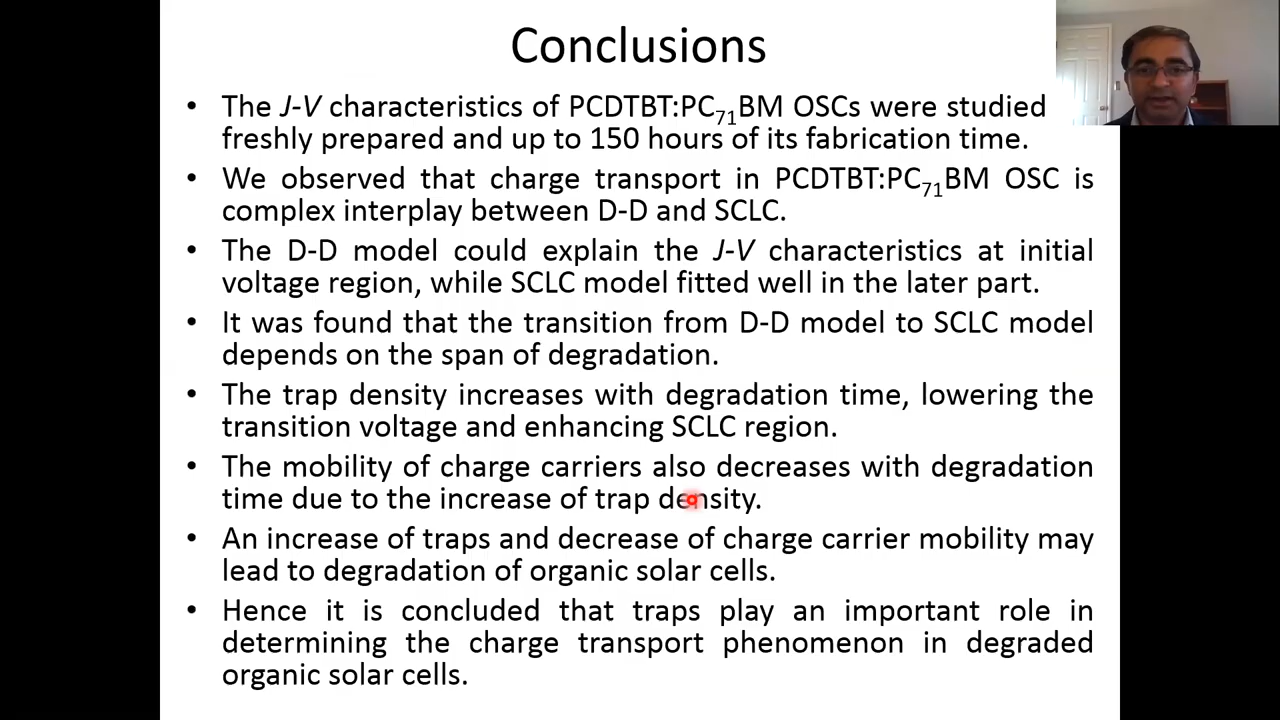 Conclusions
• The J-V characteristics of PCDTBT:PC71BM OSCs were studied
freshly prepared and up to 150 hours of its fabrication time.
• We observed that charge transport in PCDTBT:PC71BM OSC is
complex interplay between D-D and SCLC.
• The D-D model could explain the J-V characteristics at initial
voltage region, while SCLC model fitted well in the later part.
• It was found that the transition from D-D model to SCLC model
depends on the span of degradation.
• The trap density increases with degradation time, lowering the
transition voltage and enhancing SCLC region.
• The mobility of charge carriers also decreases with degradation
time due to the increase of trap density.
• An increase of traps and decrease of charge carrier mobility may
lead to degradation of organic solar cells.
• Hence it is concluded that traps play an important role in
determining the charge transport phenomenon in degraded
organic solar cells.